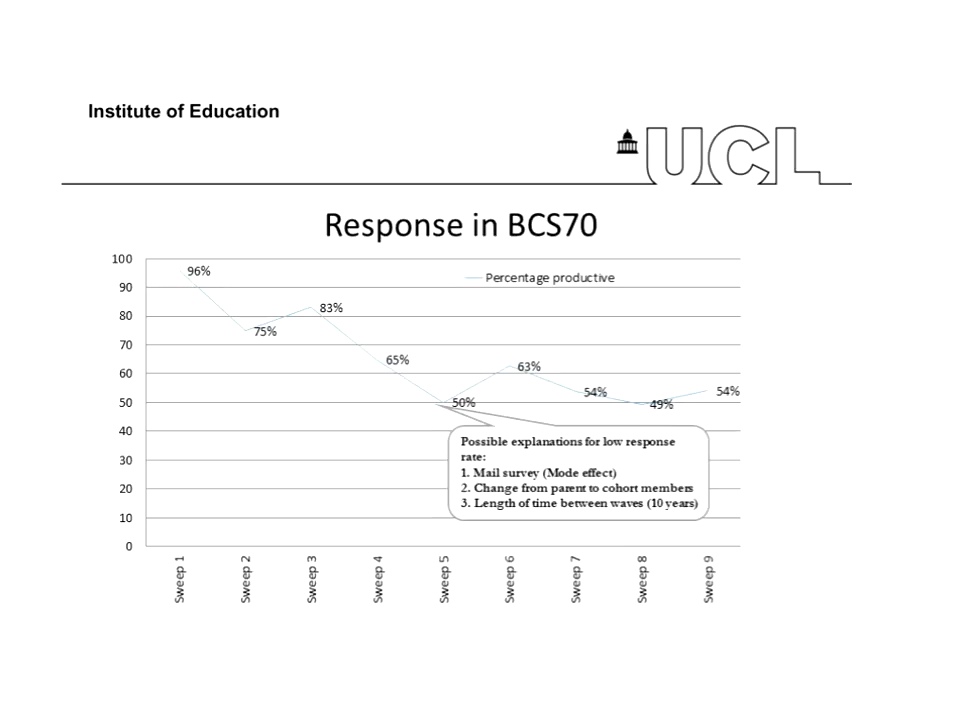 Institute of Education
UCL
Response in BCS70
100
90
80
70
60
50
40
30
20
10
0
Percentage productive
96%
75%
83%
65%
50%
63%
54%
49%
54%
Possible explanations for low response
rate:
1. Mail survey (Mode effect)
2. Change from parent to cohort members
3. Length of time between waves (10 years)
Sweep 1
Sweep 2
Sweep 3
Sweep 4
Sweep 5
Sweep 6
Sweep 7
Sweep 8
Sweep 9